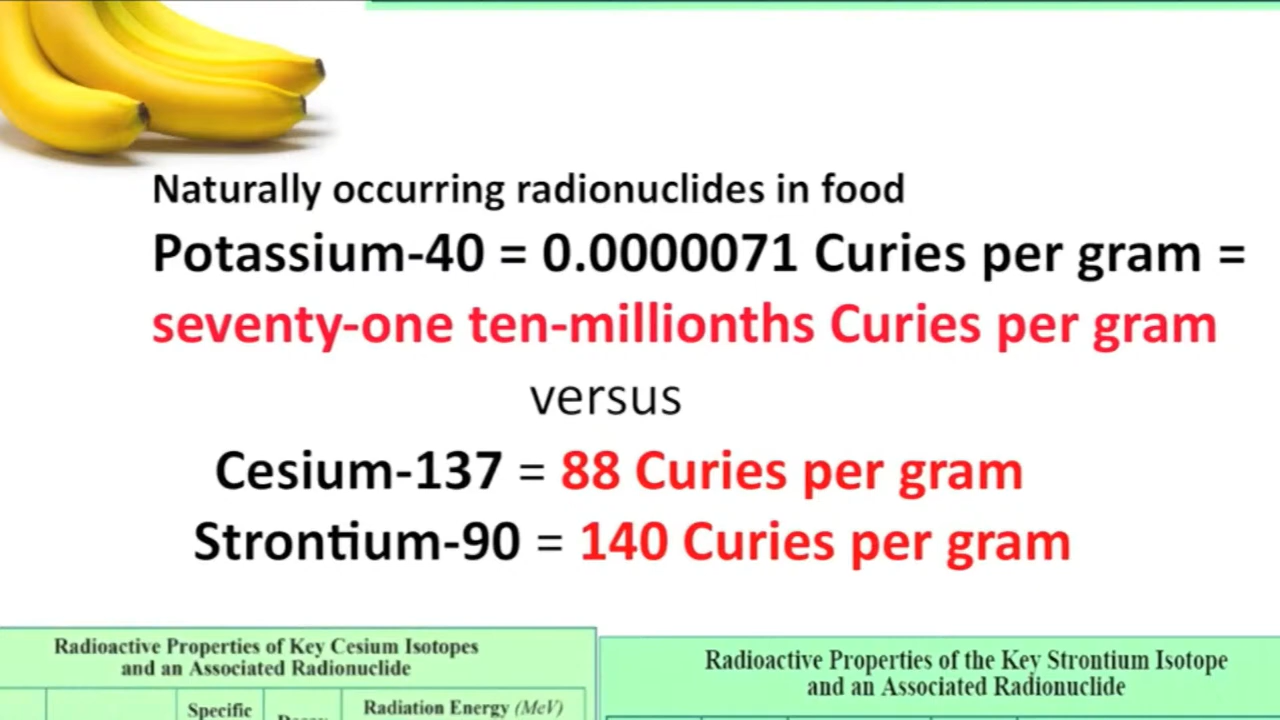 Naturally occurring radionuclides in food
Potassium-40 = 0.0000071 Curies per gram =
seventy-one ten-millionths Curies per gram
versus
Cesium-137 = 88 Curies per gram
Strontium-90 = 140 Curies per gram
Radioactive Properties of Key Cesium Isotopes
and an Associated Radionuclide
Specific
Radiation Energy (MeV)
Radioactive Properties of the Key Strontium Isotope
and an Associated Radionuclide